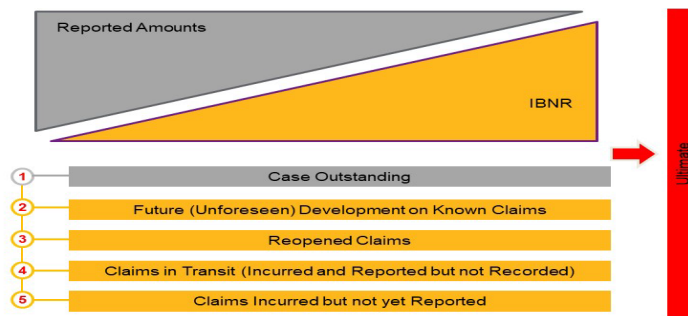 Reported Amounts
IBNR
1 Case Outstanding
2 Future (Unforeseen) Development on Known Claims
3 Reopened Claims
4 Claims in Transit (Incurred and Reported but not Recorded)
5 Claims Incurred but not yet Reported
Ultimate